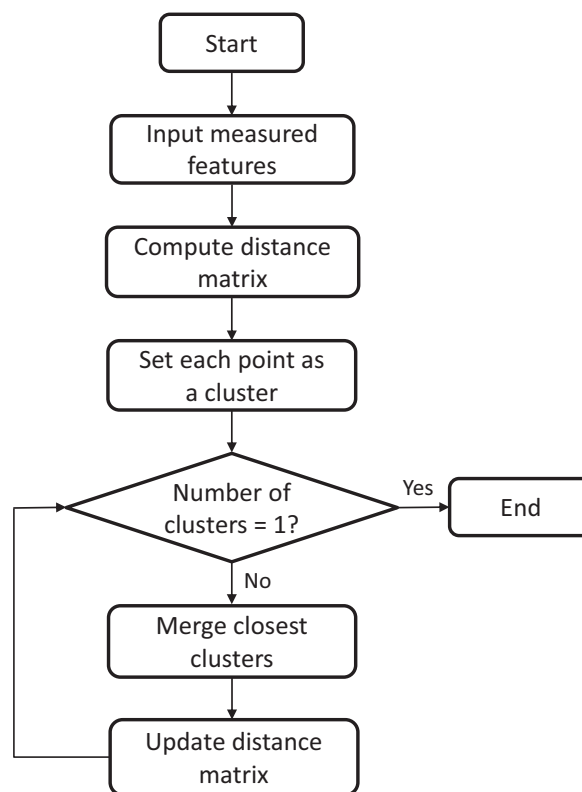 Start
Input measured
features
Compute distance
matrix
Set each point as
a cluster
Number of
clusters = 1?
Yes
End
No
Merge closest
clusters
Update distance
matrix